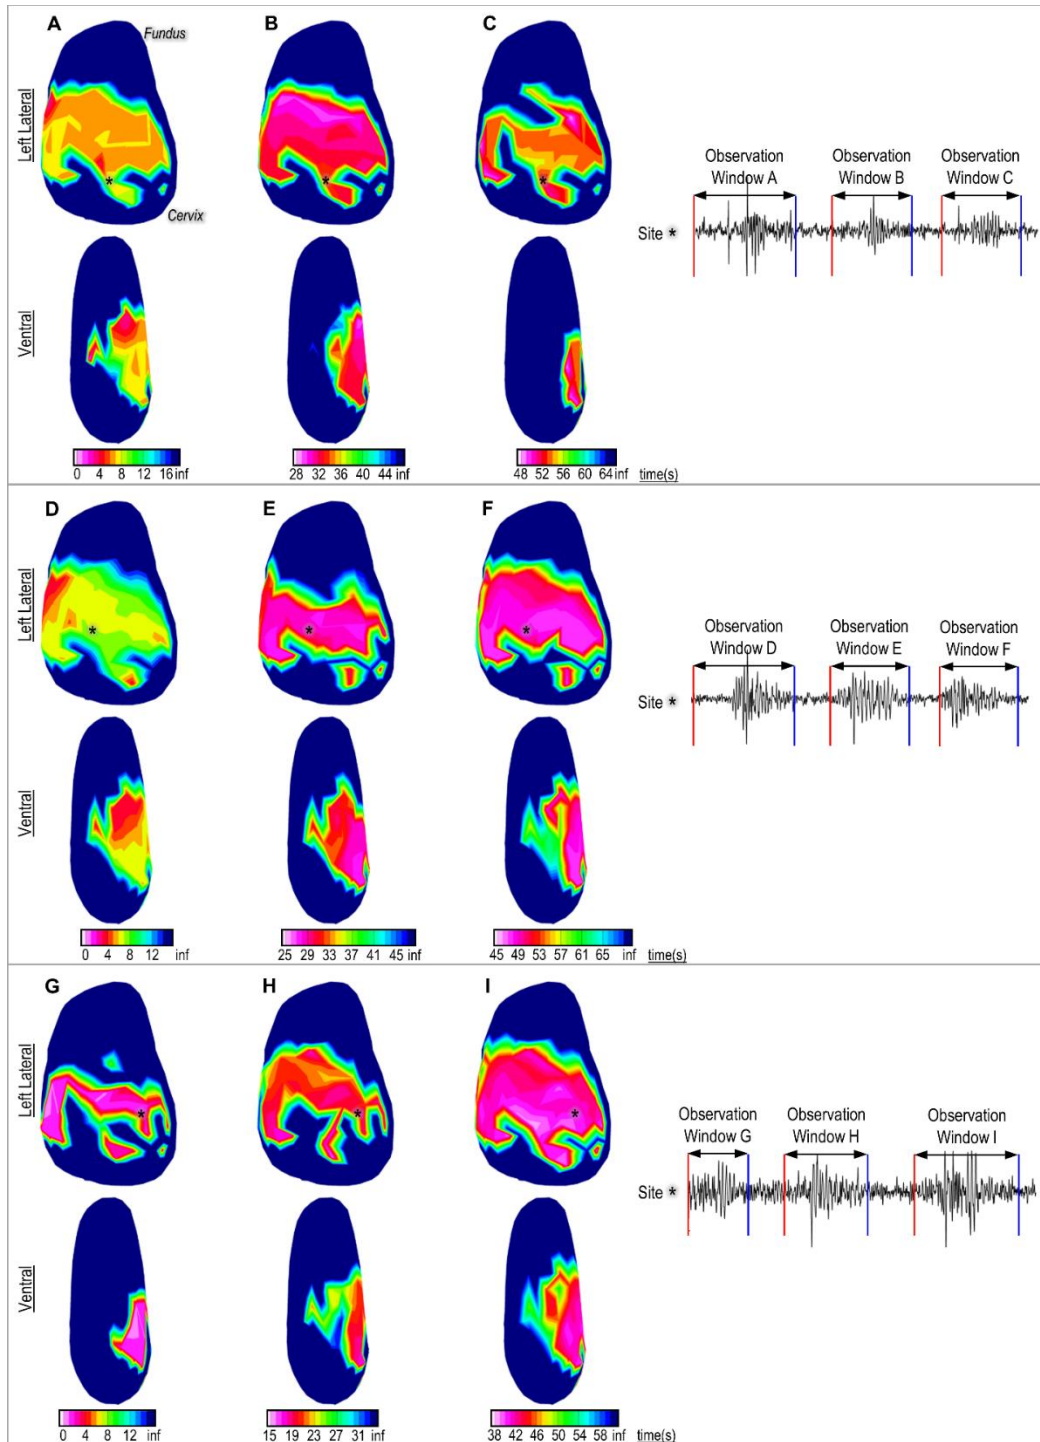 A B C
Fundus
Left Lateral
Cervix
Observation Window A
Observation Window B
Observation Window C
Site *
*
*
*
Ventral
0 4 8 12 16 inf
28 32 36 40 44 inf
48 52 56 60 64 inf
time(s)
D E F
Left Lateral
Observation Window D
Observation Window E
Observation Window F
Site *
*
*
*
Ventral
0 4 8 12 inf
25 29 33 37 41 45 inf
45 49 53 57 61 65 inf
time(s)
G H I
Left Lateral
Observation Window G
Observation Window H
Observation Window I
Site *
*
*
*
Ventral
0 4 8 12 inf
15 19 23 27 31 inf
38 42 46 50 54 58 inf